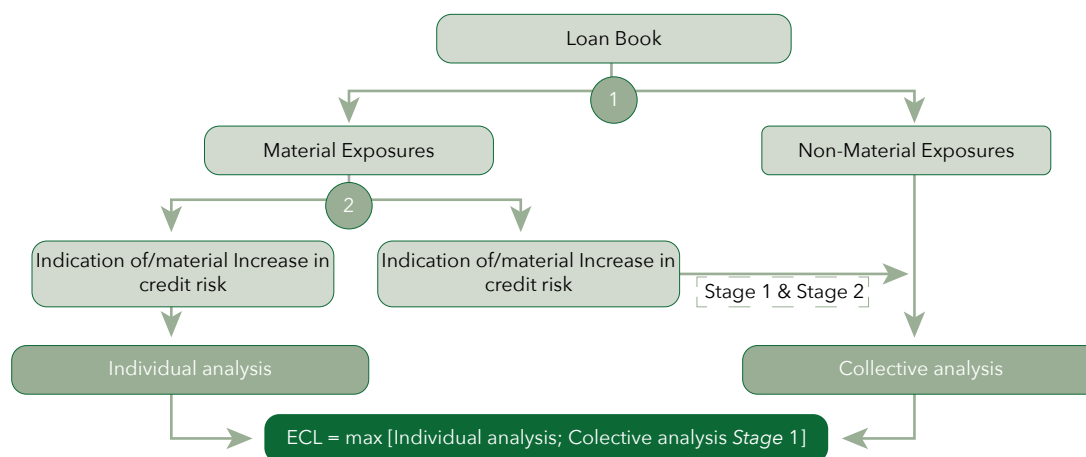 Loan Book
1
Material Exposures
Non-Material Exposures
2
Indication of/material Increase in
credit risk
Indication of/material Increase in
credit risk
Stage 1 & Stage 2
Individual analysis
Collective analysis
ECL = max [Individual analysis; Colective analysis Stage 1]